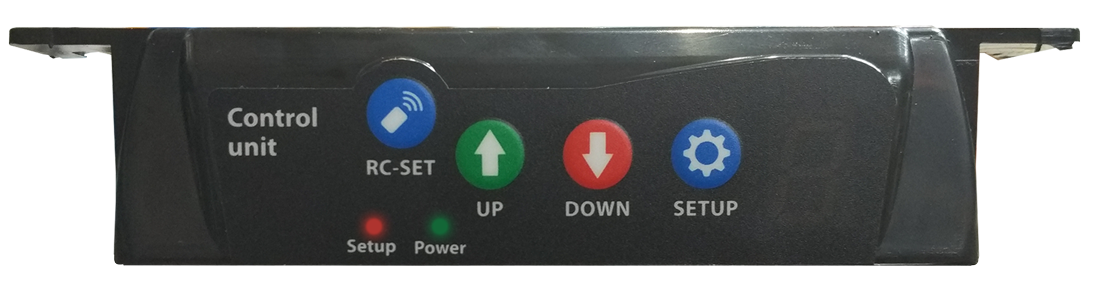 Control
unit
RC-SET
UP
DOWN
SETUP
Setup
Power